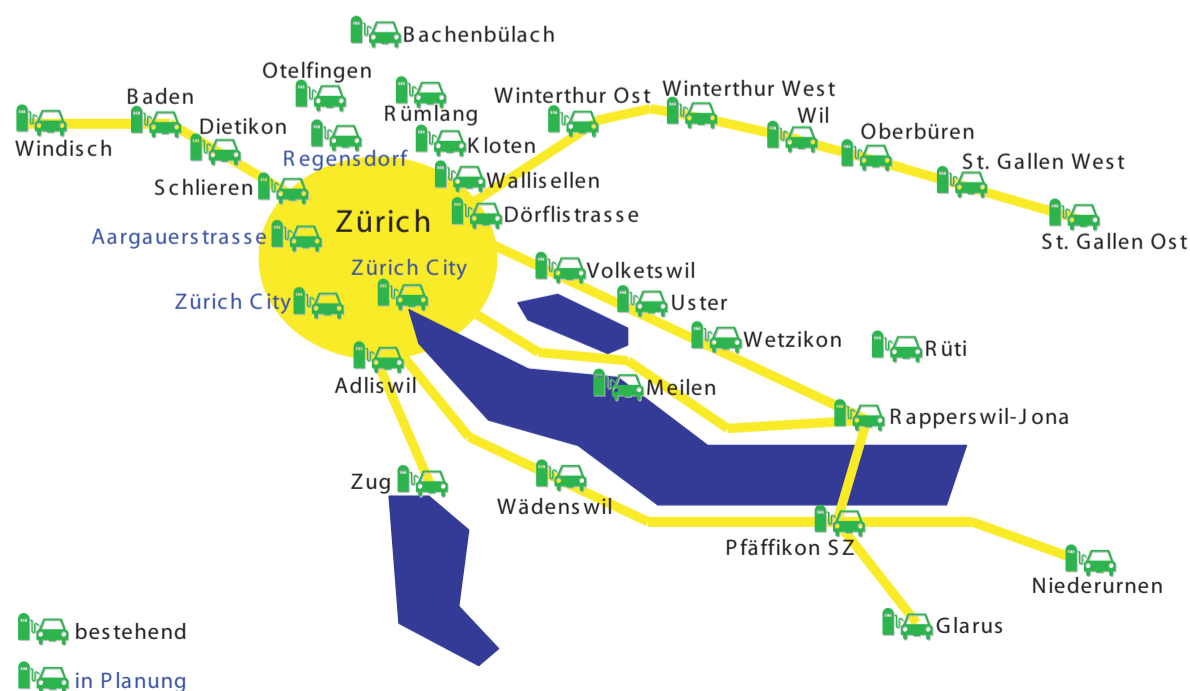 Bachenbülach
Otelfingen
Rümlang
Baden
Winterthur Ost
Winterthur West
Wil
Windisch
Dietikon
Regensdorf
Kloten
Oberbüren
St. Gallen West
Schlieren
Wallisellen
Dörflistrasse
Zürich
Aargauerstrasse
St. Gallen Ost
Zürich City
Volketswil
Zürich City
Uster
Wetzikon
Rüti
Adliswil
Meilen
Rapperswil-Jona
Zug
Wädenswil
Pfäffikon SZ
Niederurnen
Glarus
bestehend
in Planung